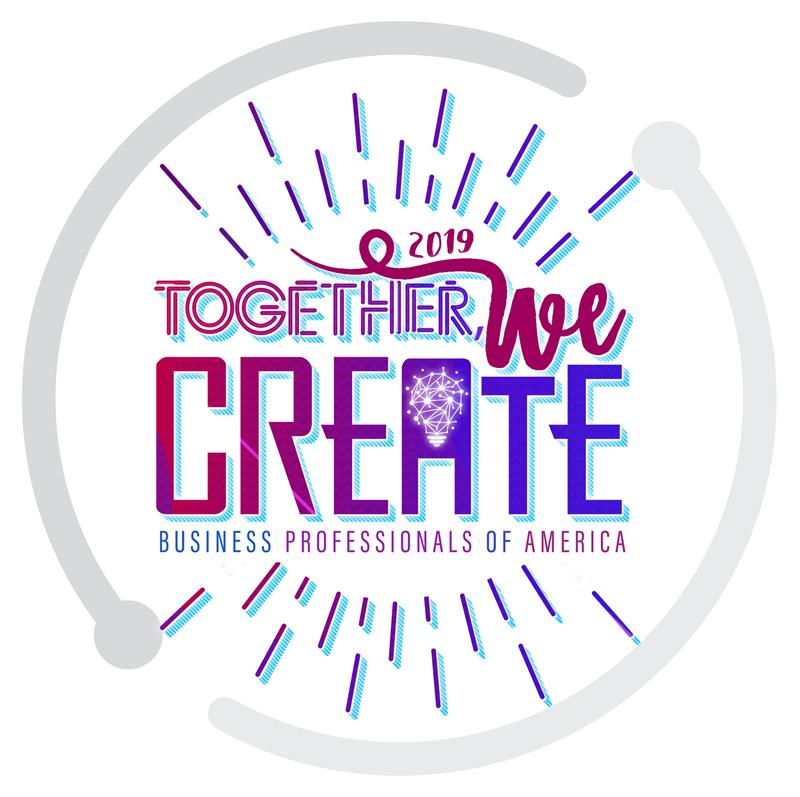 2019
TOGETHER, We
CREATE
BUSINESS PROFESSIONALS OF AMERICA